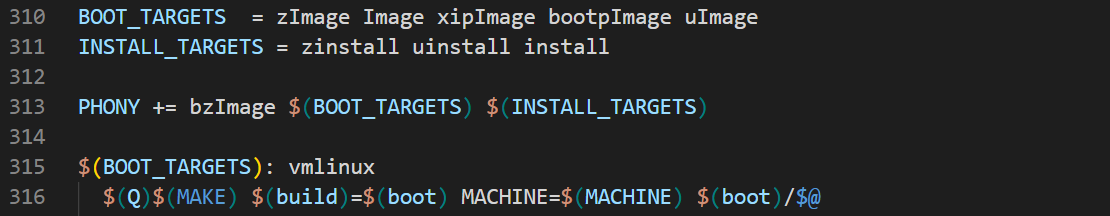 310 BOOT_TARGETS  = zImage Image xipImage bootpImage uImage
311 INSTALL_TARGETS = zinstall uinstall install
312
313 PHONY += bzImage $(BOOT_TARGETS) $(INSTALL_TARGETS)
314
315 $(BOOT_TARGETS): vmlinux
316   $(Q)$(MAKE) $(build)=$(boot) MACHINE=$(MACHINE) $(boot)/$@